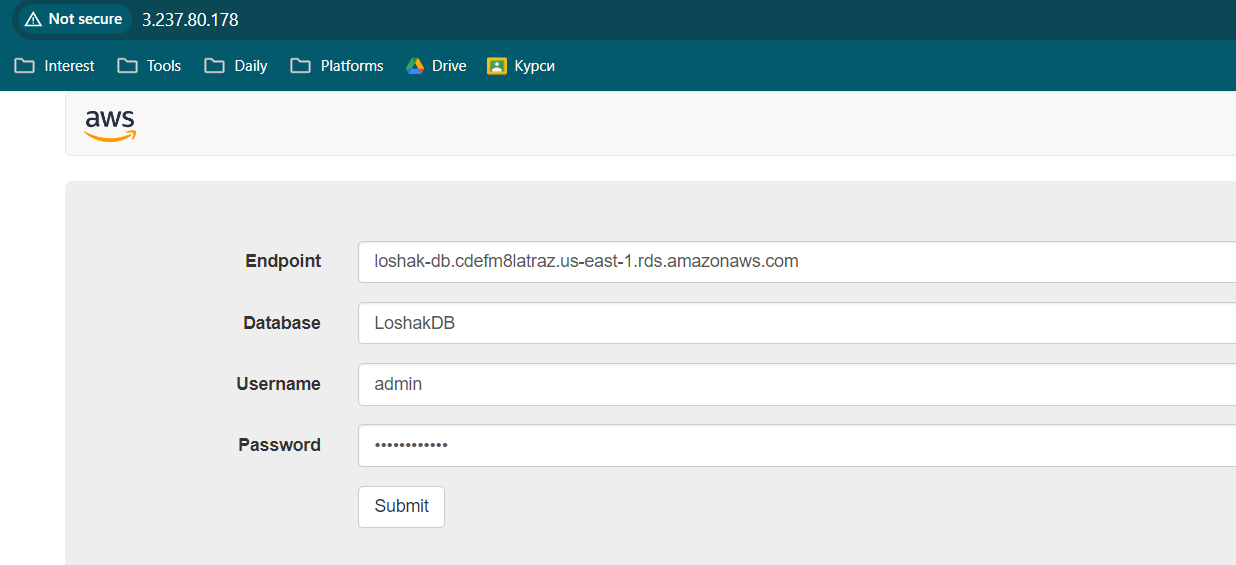 Not secure 3.237.80.178
Interest Tools Daily Platforms Drive Курси
aws
Endpoint loshak-db.cdefm8latraz.us-east-1.rds.amazonaws.com
Database LoshakDB
Username admin
Password ••••••••••••
Submit